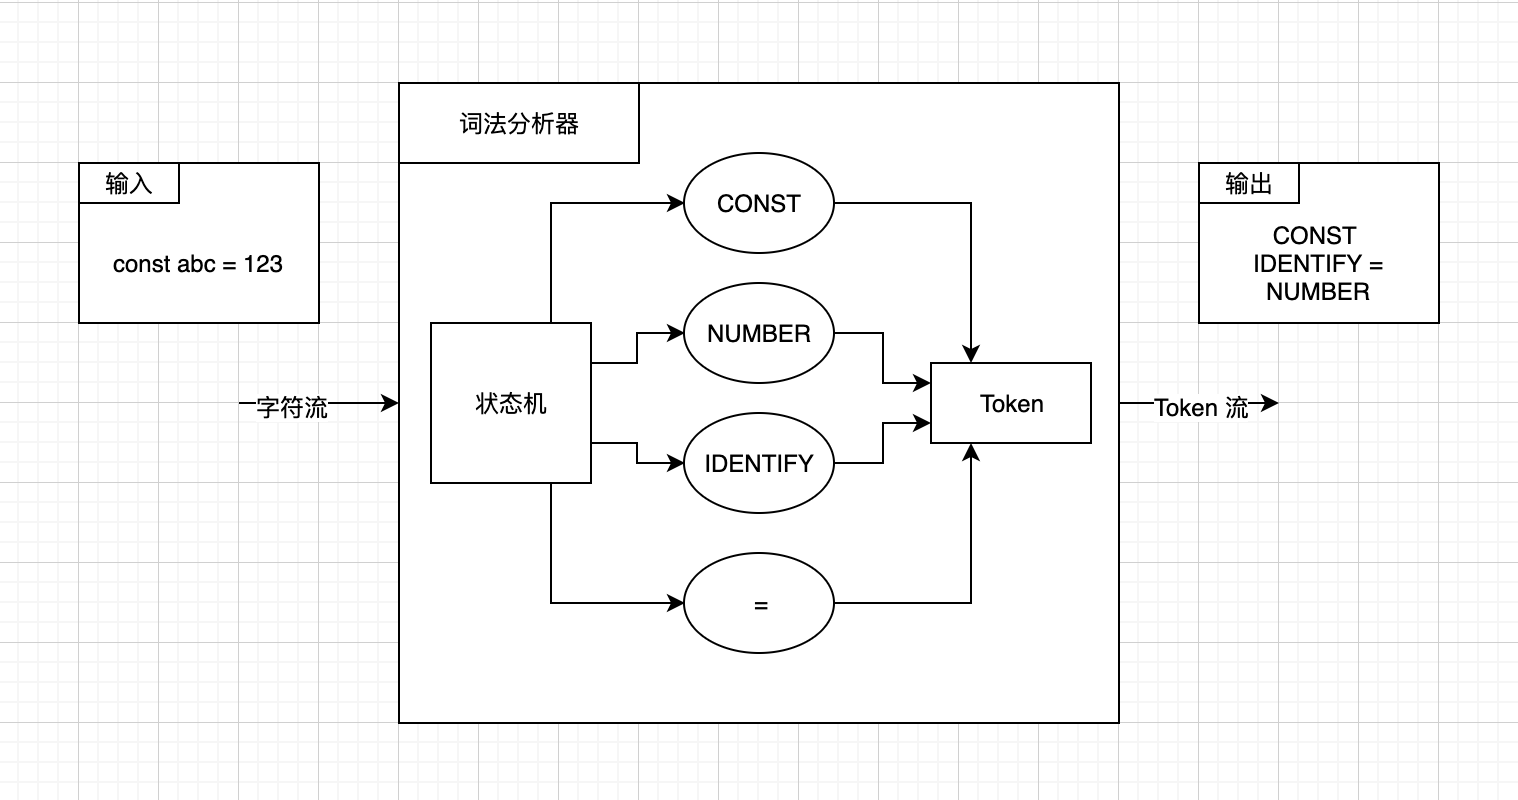 词法分析器
输入
const abc = 123
字符流
状态机
CONST
NUMBER
IDENTIFY
=
Token
Token 流
输出
CONST
IDENTIFY =
NUMBER